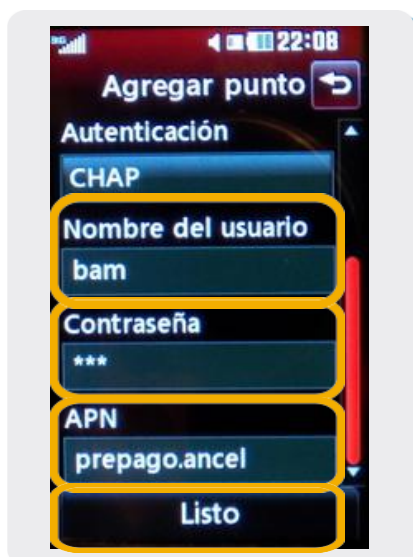 22:08
Agregar punto
Autenticación
CHAP
Nombre del usuario
bam
Contraseña
***
APN
prepago.ancel
Listo